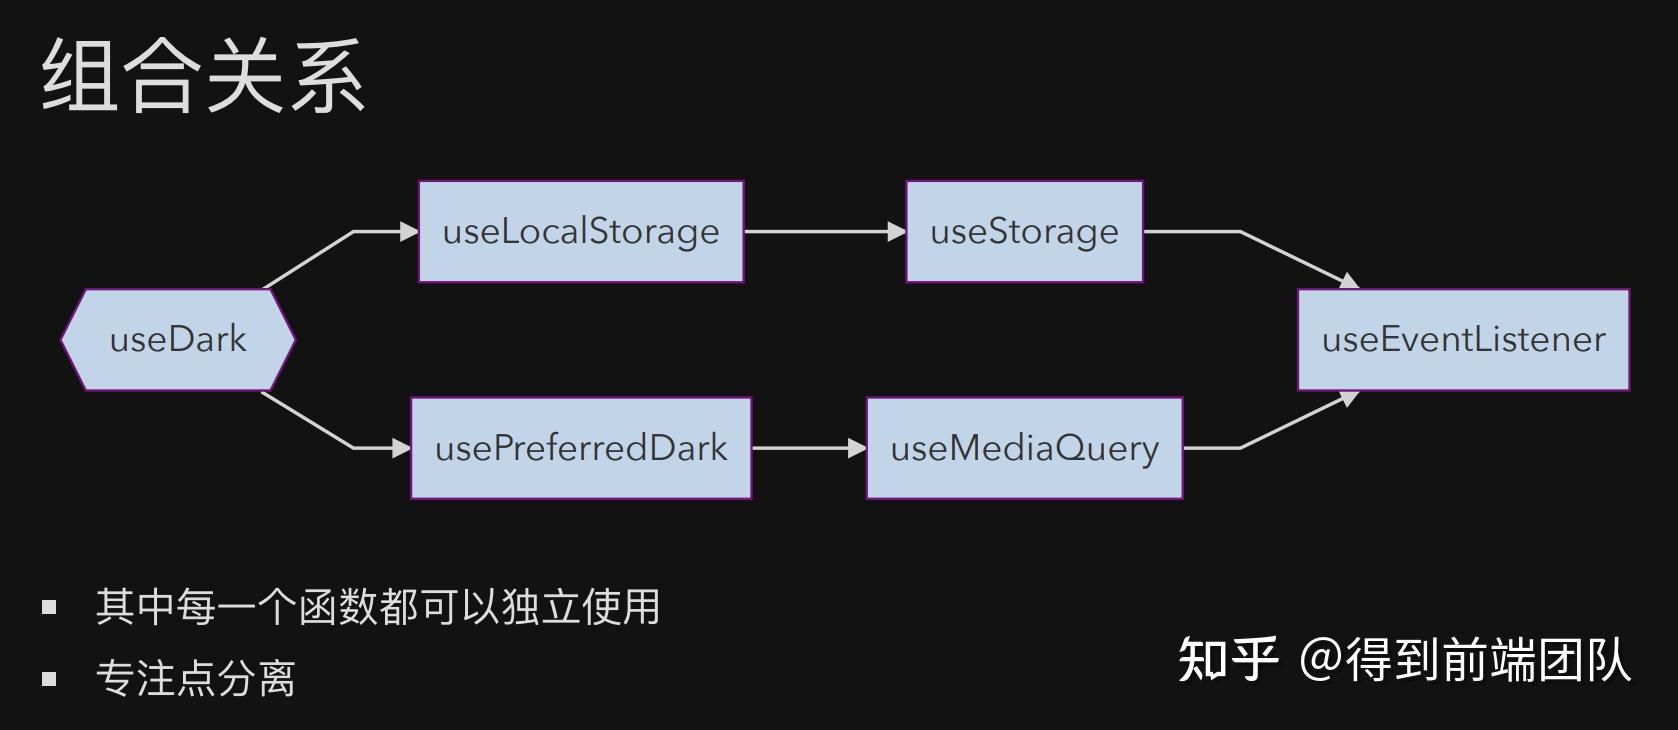 组合关系
useLocalStorage
useStorage
useDark
useEventListener
usePreferredDark
useMediaQuery
其中每一个函数都可以独立使用
专注点分离
知乎 @得到前端团队